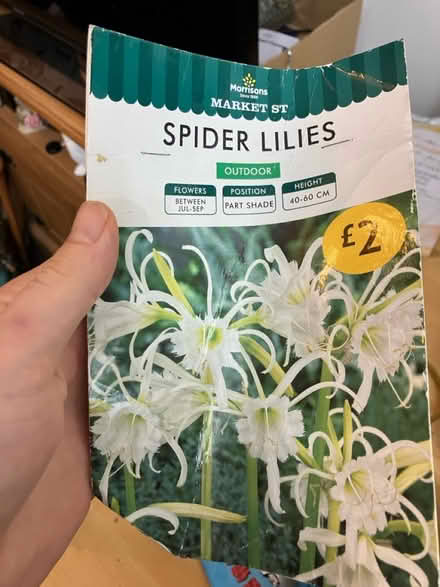 Morrisons
Since 1899
MARKET ST
SPIDER LILIES
OUTDOOR
FLOWERS
BETWEEN
JUL-SEP
POSITION
PART SHADE
HEIGHT
40-60 CM
£2